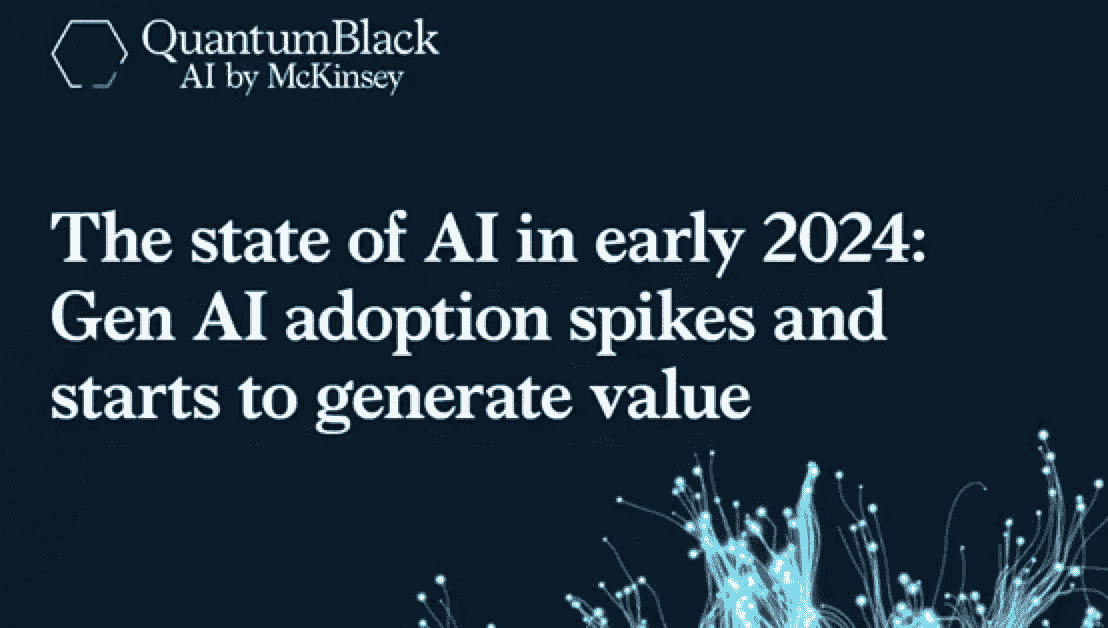 QuantumBlack
AI by McKinsey
The state of AI in early 2024:
Gen AI adoption spikes and
starts to generate value